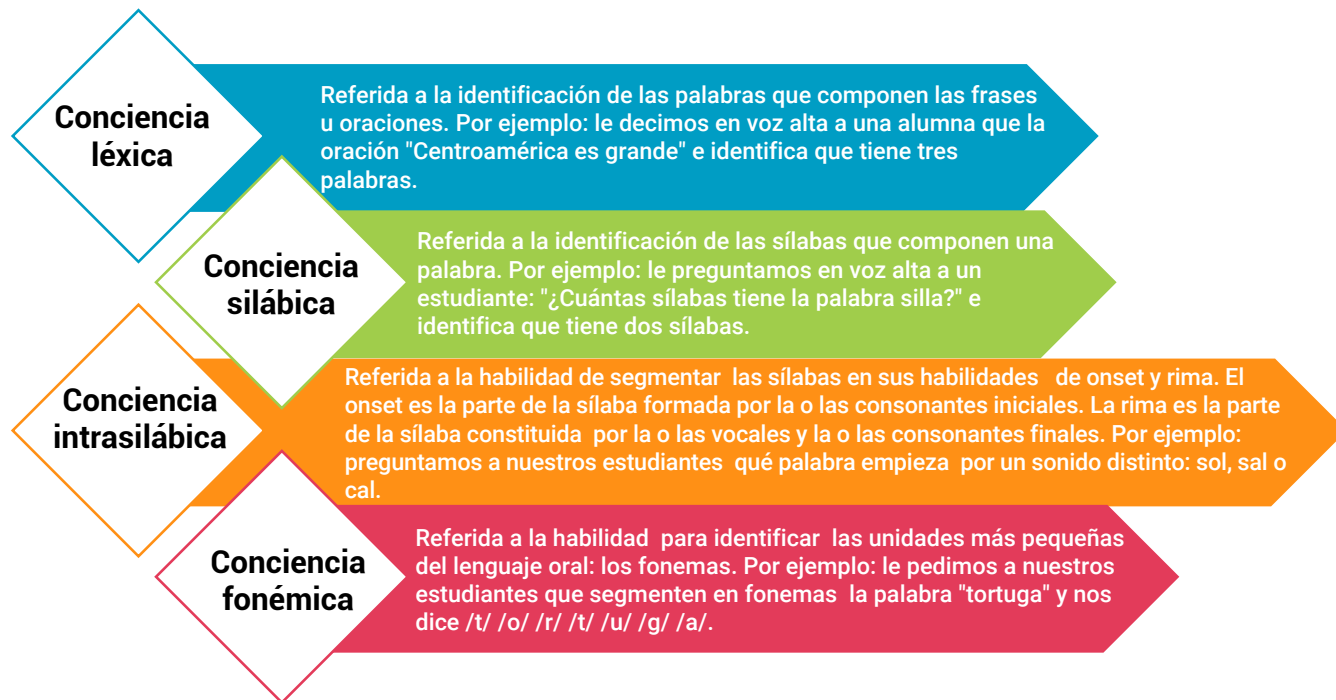 Conciencia
léxica
Referida a la identificación de las palabras que componen las frases
u oraciones. Por ejemplo: le decimos en voz alta a una alumna que la
oración "Centroamérica es grande" e identifica que tiene tres
palabras.
Conciencia
silábica
Referida a la identificación de las sílabas que componen una
palabra. Por ejemplo: le preguntamos en voz alta a un
estudiante: "¿Cuántas sílabas tiene la palabra silla?" e
identifica que tiene dos sílabas.
Conciencia
intrasilábica
Referida a la habilidad de segmentar las sílabas en sus habilidades de onset y rima. El
onset es la parte de la sílaba formada por la o las consonantes iniciales. La rima es la parte
de la sílaba constituida por la o las vocales y la o las consonantes finales. Por ejemplo:
preguntamos a nuestros estudiantes qué palabra empieza por un sonido distinto: sol, sal o
cal.
Conciencia
fonémica
Referida a la habilidad para identificar las unidades más pequeñas
del lenguaje oral: los fonemas. Por ejemplo: le pedimos a nuestros
estudiantes que segmenten en fonemas la palabra "tortuga" y nos
dice /t/ /o/ /r/ /t/ /u/ /g/ /a/.